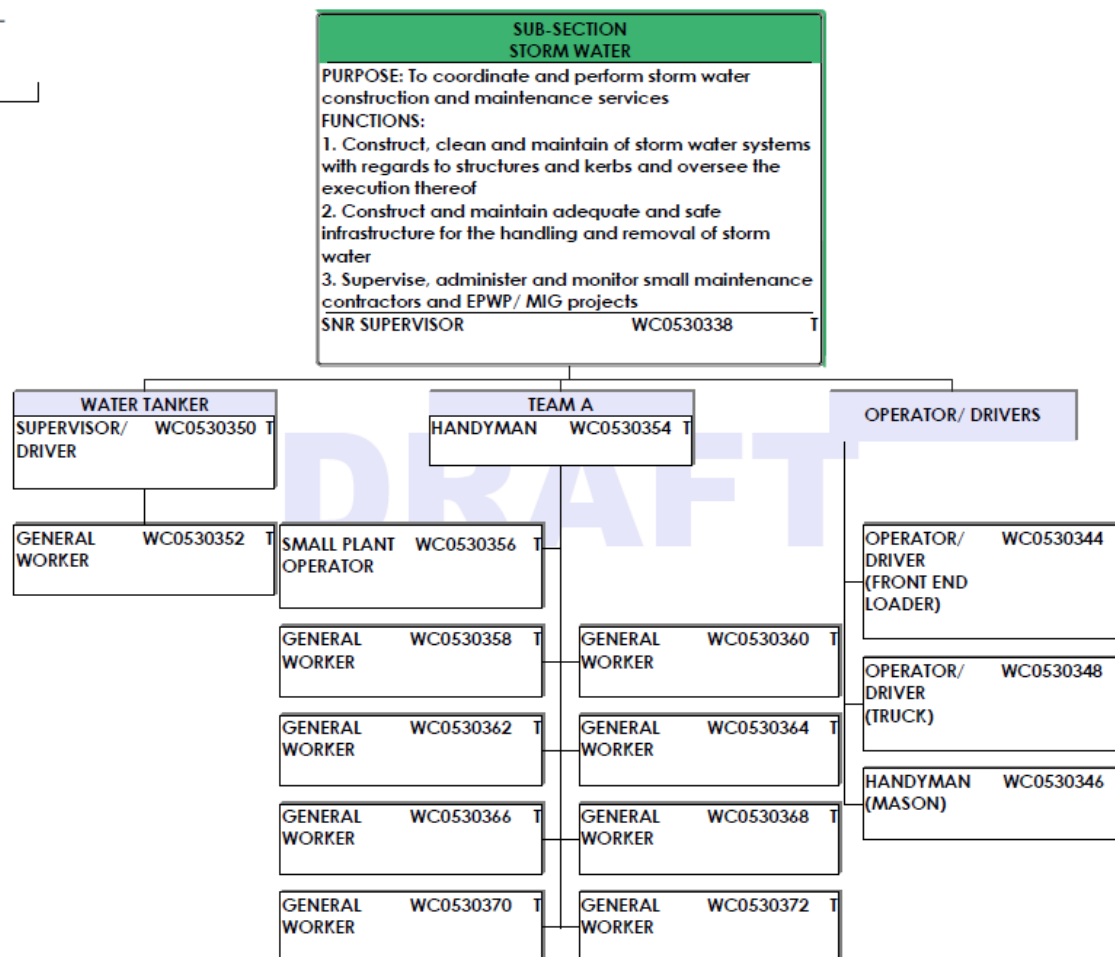 SUB-SECTION
STORM WATER
PURPOSE: To coordinate and perform storm water
construction and maintenance services
FUNCTIONS:
1. Construct, clean and maintain of storm water systems
with regards to structures and kerbs and oversee the
execution thereof
2. Construct and maintain adequate and safe
infrastructure for the handling and removal of storm
water
3. Supervise, administer and monitor small maintenance
contractors and EPWP/ MIG projects
SNR SUPERVISOR WC0530338 T
WATER TANKER
SUPERVISOR/ WC0530350 T
DRIVER
GENERAL WC0530352 T
WORKER
TEAM A
HANDYMAN WC0530354 T
SMALL PLANT WC0530356 T
OPERATOR
GENERAL WC0530358 T
WORKER
GENERAL WC0530360 T
WORKER
GENERAL WC0530362 T
WORKER
GENERAL WC0530364 T
WORKER
GENERAL WC0530366 T
WORKER
GENERAL WC0530368 T
WORKER
GENERAL WC0530370 T
WORKER
GENERAL WC0530372 T
WORKER
OPERATOR/ DRIVERS
OPERATOR/ WC0530344
DRIVER
(FRONT END
LOADER)
OPERATOR/ WC0530348
DRIVER
(TRUCK)
HANDYMAN WC0530346
(MASON)
DRAFT